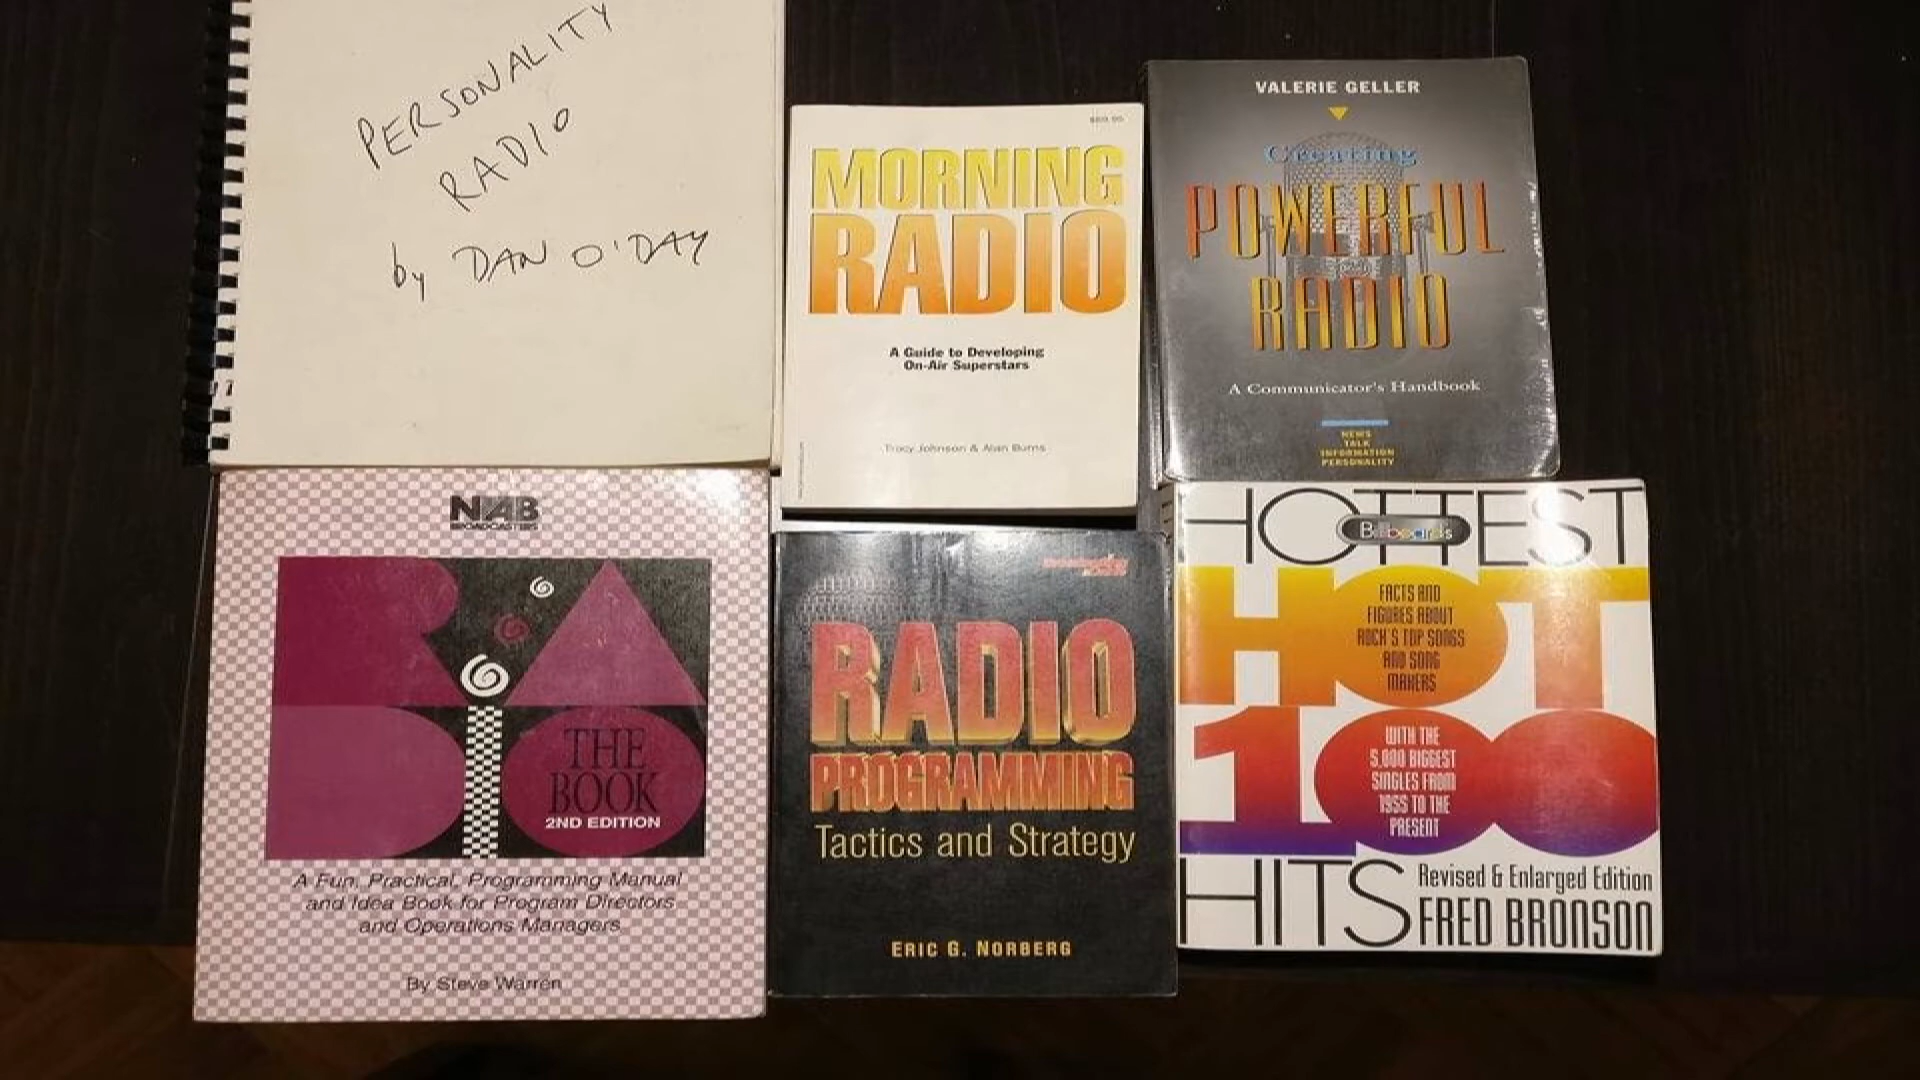 PERSONALITY
RADIO
by DAN O'DAY
MORNING
RADIO
A Guide to Developing
On-Air Superstars
Tracy Johnson & Alan Burns
VALERIE GELLER
Creating
POWERFUL
RADIO
A Communicator's Handbook
NEWS
TALK
INFORMATION
PERSONALITY
NAB
BROADCASTERS
RADIO
THE
BOOK
2ND EDITION
A Fun, Practical, Programming Manual
and Idea Book for Program Directors
and Operations Managers
By Steve Warren
RADIO
PROGRAMMING
Tactics and Strategy
ERIC G. NORBERG
Billboard's
HOTTEST
HOT
FACTS AND
FIGURES ABOUT
ROCK'S TOP SONGS
AND SONG
MAKERS
100
WITH THE
5,000 BIGGEST
SINGLES FROM
1955 TO THE
PRESENT
HITS
Revised & Enlarged Edition
FRED BRONSON